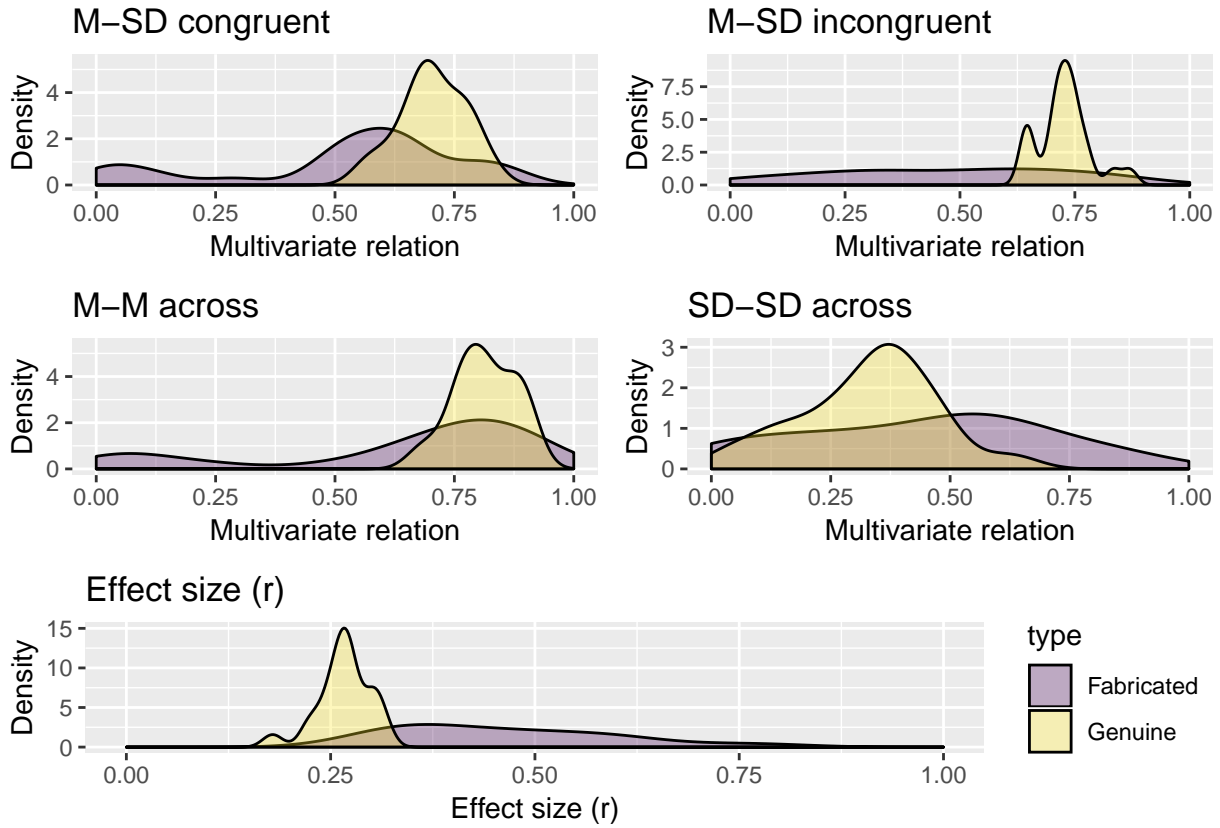 M−SD congruent
Density
4
2
0
0.00 0.25 0.50 0.75 1.00
Multivariate relation
M−SD incongruent
Density
7.5
5.0
2.5
0.0
0.00 0.25 0.50 0.75 1.00
Multivariate relation
M−M across
Density
4
2
0
0.00 0.25 0.50 0.75 1.00
Multivariate relation
SD−SD across
Density
3
2
1
0
0.00 0.25 0.50 0.75 1.00
Multivariate relation
Effect size (r)
Density
15
10
5
0
0.00 0.25 0.50 0.75 1.00
Effect size (r)
type
Fabricated
Genuine